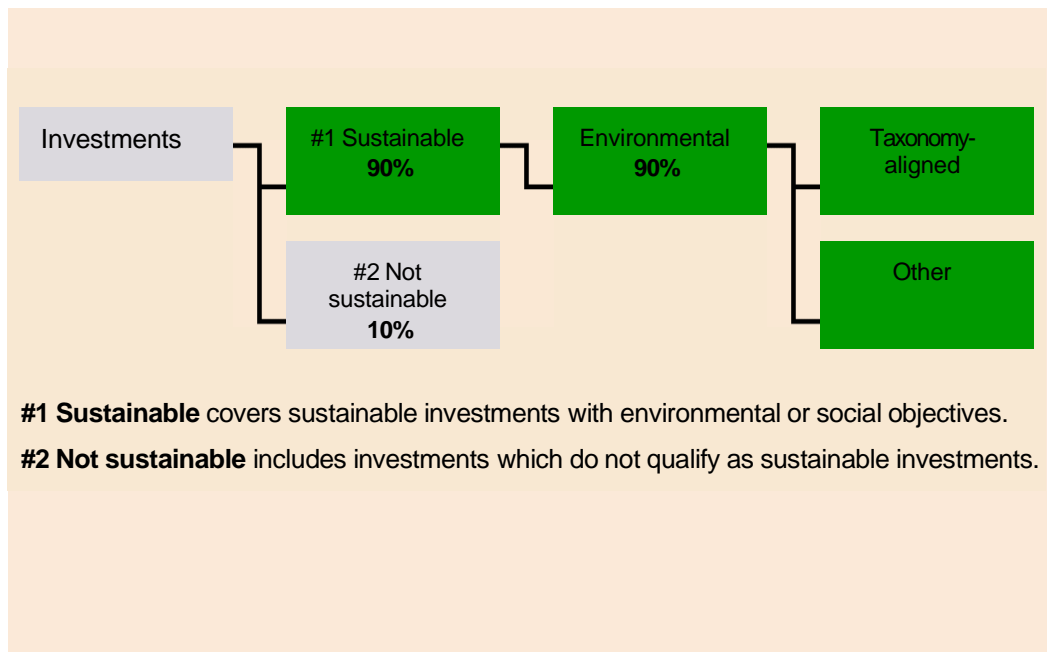 Investments
#1 Sustainable
90%
Environmental
90%
Taxonomy-
aligned
#2 Not
sustainable
10%
Other
#1 Sustainable covers sustainable investments with environmental or social objectives.
#2 Not sustainable includes investments which do not qualify as sustainable investments.